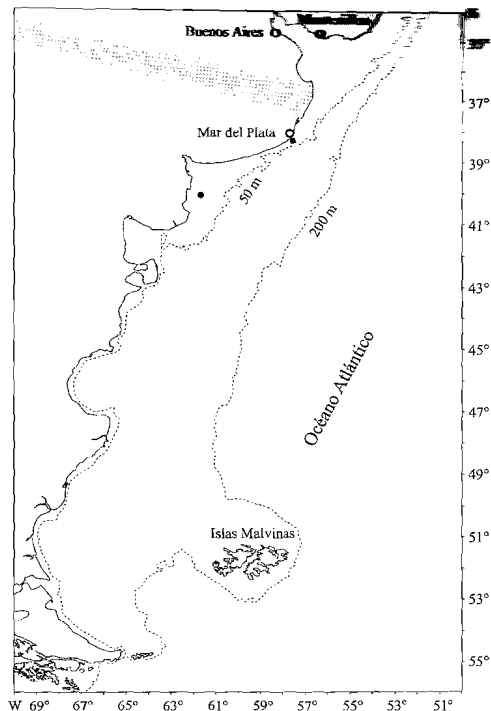 Buenos Aires
37°
Mar del Plata
39°
50 m
200 m
41°
43°
Océano Atlántico
45°
47°
49°
Islas Malvinas
51°
53°
55°
W 69° 67° 65° 63° 61° 59° 57° 55° 53° 51°